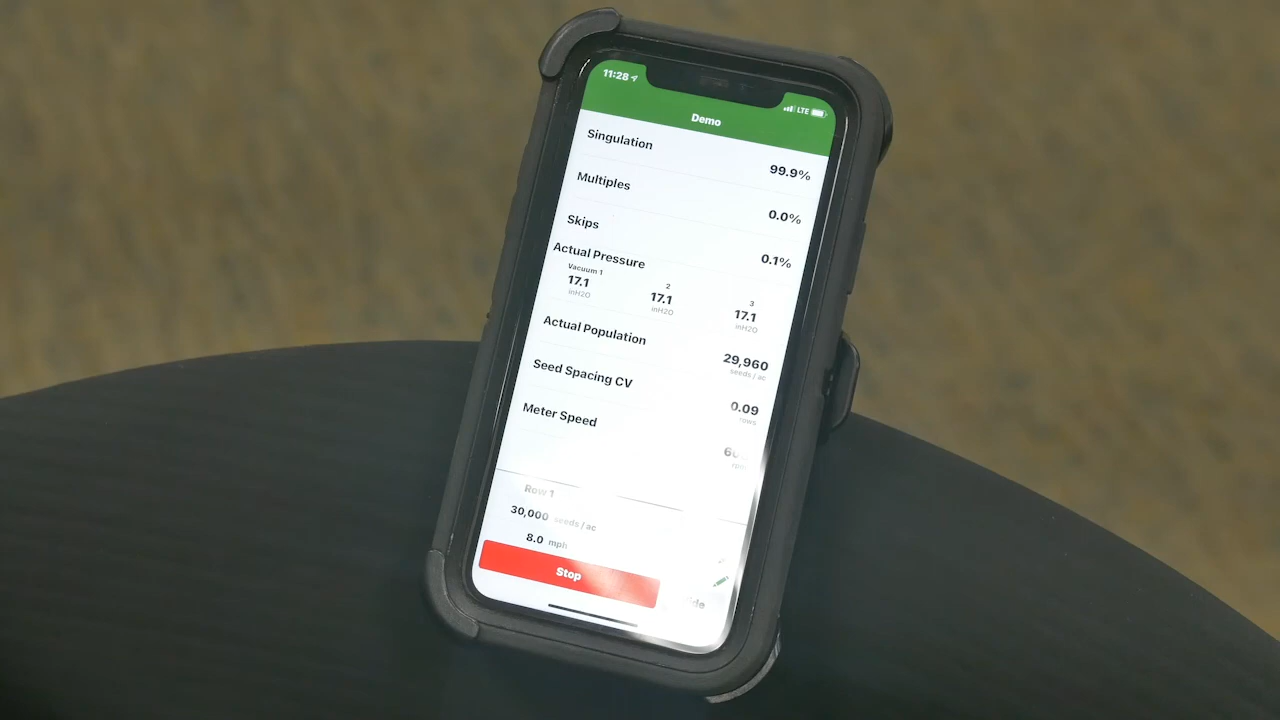 11:28
LTE
Demo
Singulation
99.9%
Multiples
0.0%
Skips
0.1%
Actual Pressure
Vacuum 1 2 3
17.1 17.1 17.1
inH2O inH2O inH2O
Actual Population
29,960
seeds / ac
Seed Spacing CV
0.09
rows
Meter Speed
Row 1
30,000 seeds / ac
8.0 mph
Stop